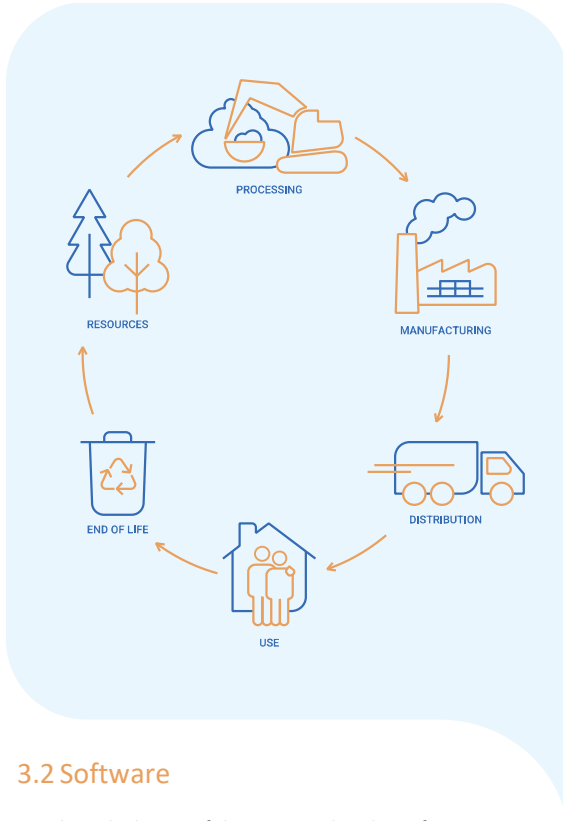 PROCESSING
RESOURCES
MANUFACTURING
END OF LIFE
DISTRIBUTION
USE
3.2 Software